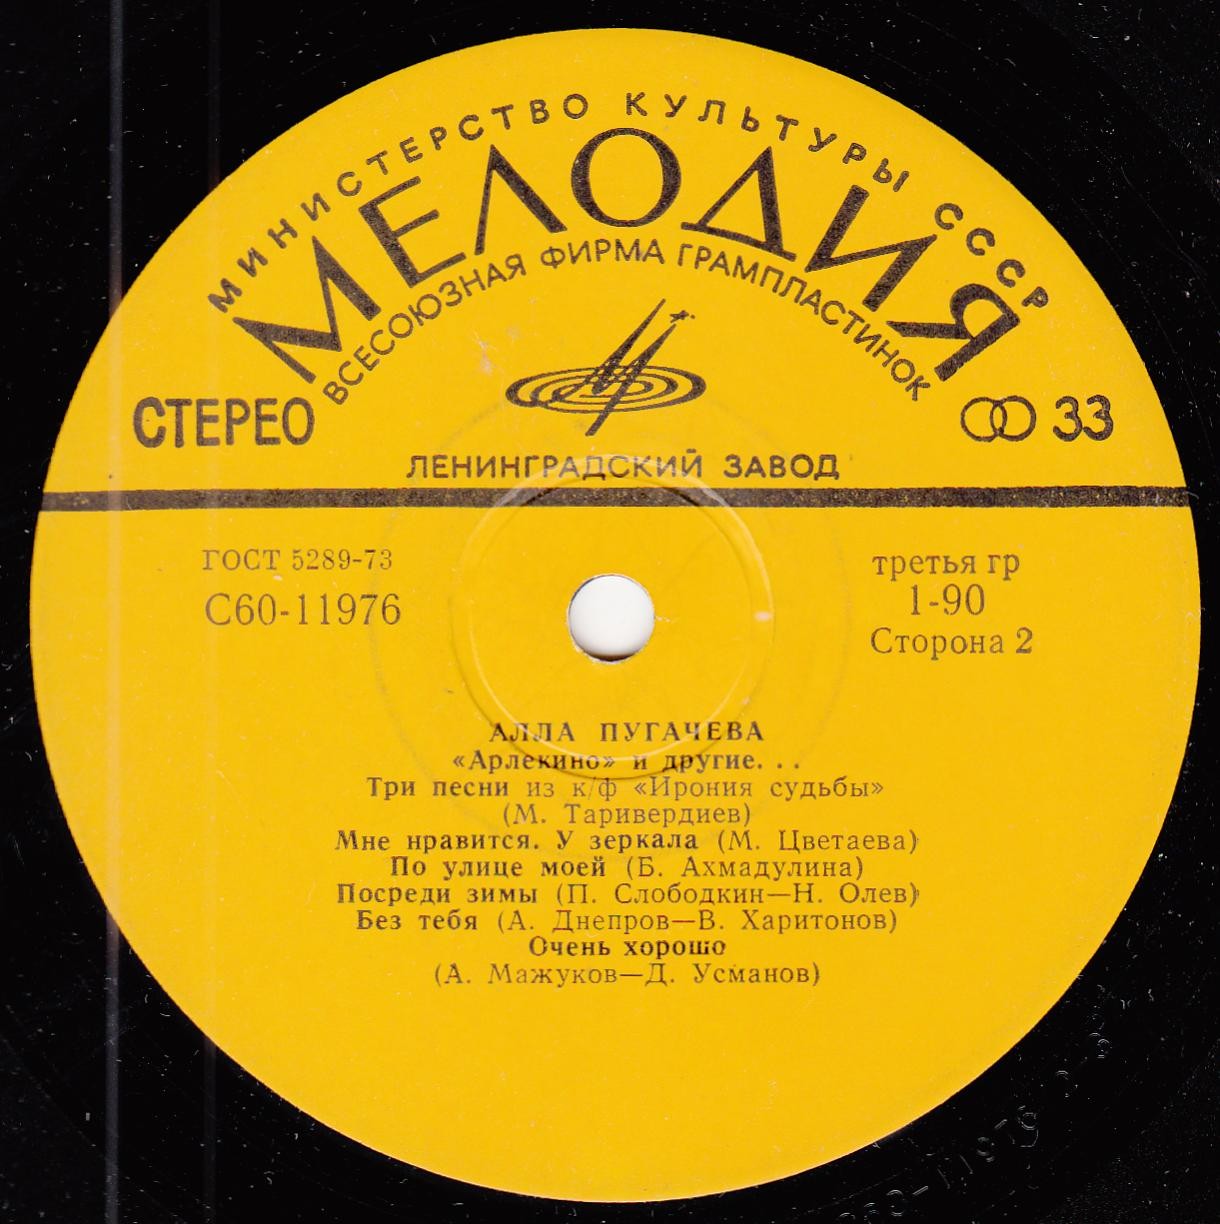 МИНИСТЕРСТВО КУЛЬТУРЫ СССР
МЕЛОДИЯ
ВСЕСОЮЗНАЯ ФИРМА ГРАМПЛАСТИНОК
СТЕРЕО 33
ЛЕНИНГРАДСКИЙ ЗАВОД
ГОСТ 5289-73
С60-11976
третья гр
1-90
Сторона 2
АЛЛА ПУГАЧЕВА
«Арлекино» и другие. . .
Три песни из к/ф «Ирония судьбы»
(М. Таривердиев)
Мне нравится. У зеркала (М. Цветаева)
По улице моей (Б. Ахмадулина)
Посреди зимы (П. Слободкин—Н. Олев)
Без тебя (А. Днепров—В. Харитонов)
Очень хорошо
(А. Мажуков—Д. Усманов)